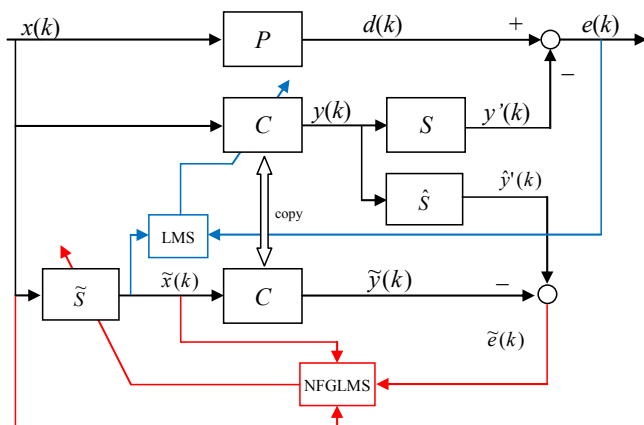 x(k) P d(k) + e(k)
−
C y(k) S y’(k)
Ŝ ŷ'(k)
copy
LMS
S̃ x̃(k) C ỹ(k) −
ẽ(k)
NFGLMS